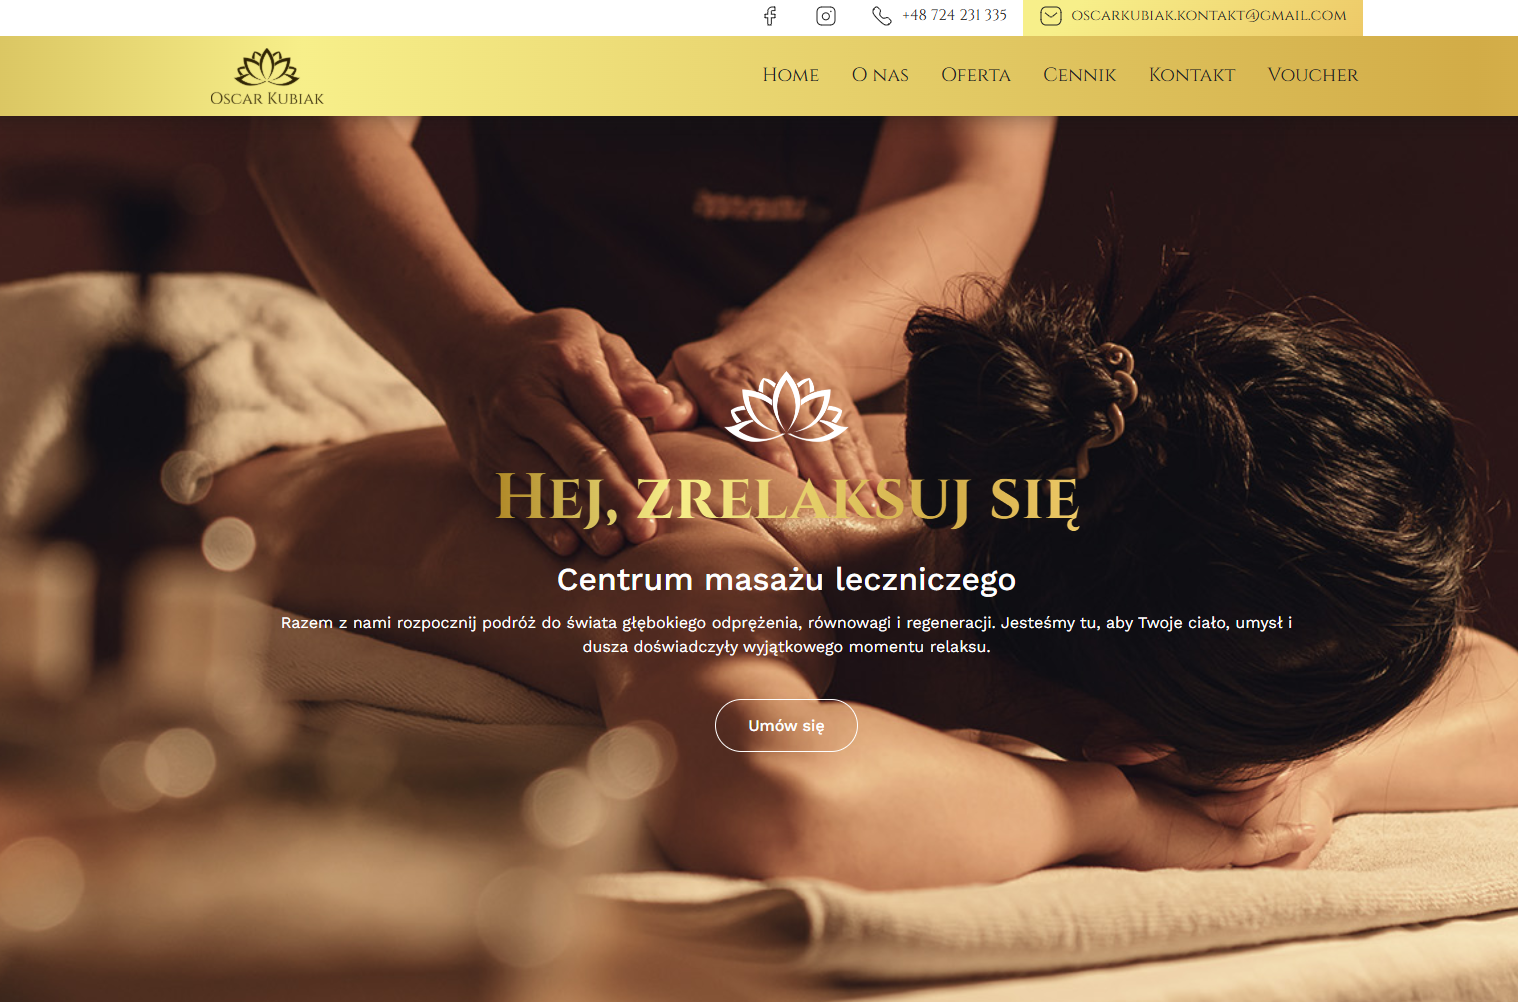 +48 724 231 335
oscarkubiak.kontakt@gmail.com
Oscar Kubiak
Home O nas Oferta Cennik Kontakt Voucher
Hej, zrelaksuj się
Centrum masażu leczniczego
Razem z nami rozpocznij podróż do świata głębokiego odprężenia, równowagi i regeneracji. Jesteśmy tu, aby Twoje ciało, umysł i
dusza doświadczyły wyjątkowego momentu relaksu.
Umów się